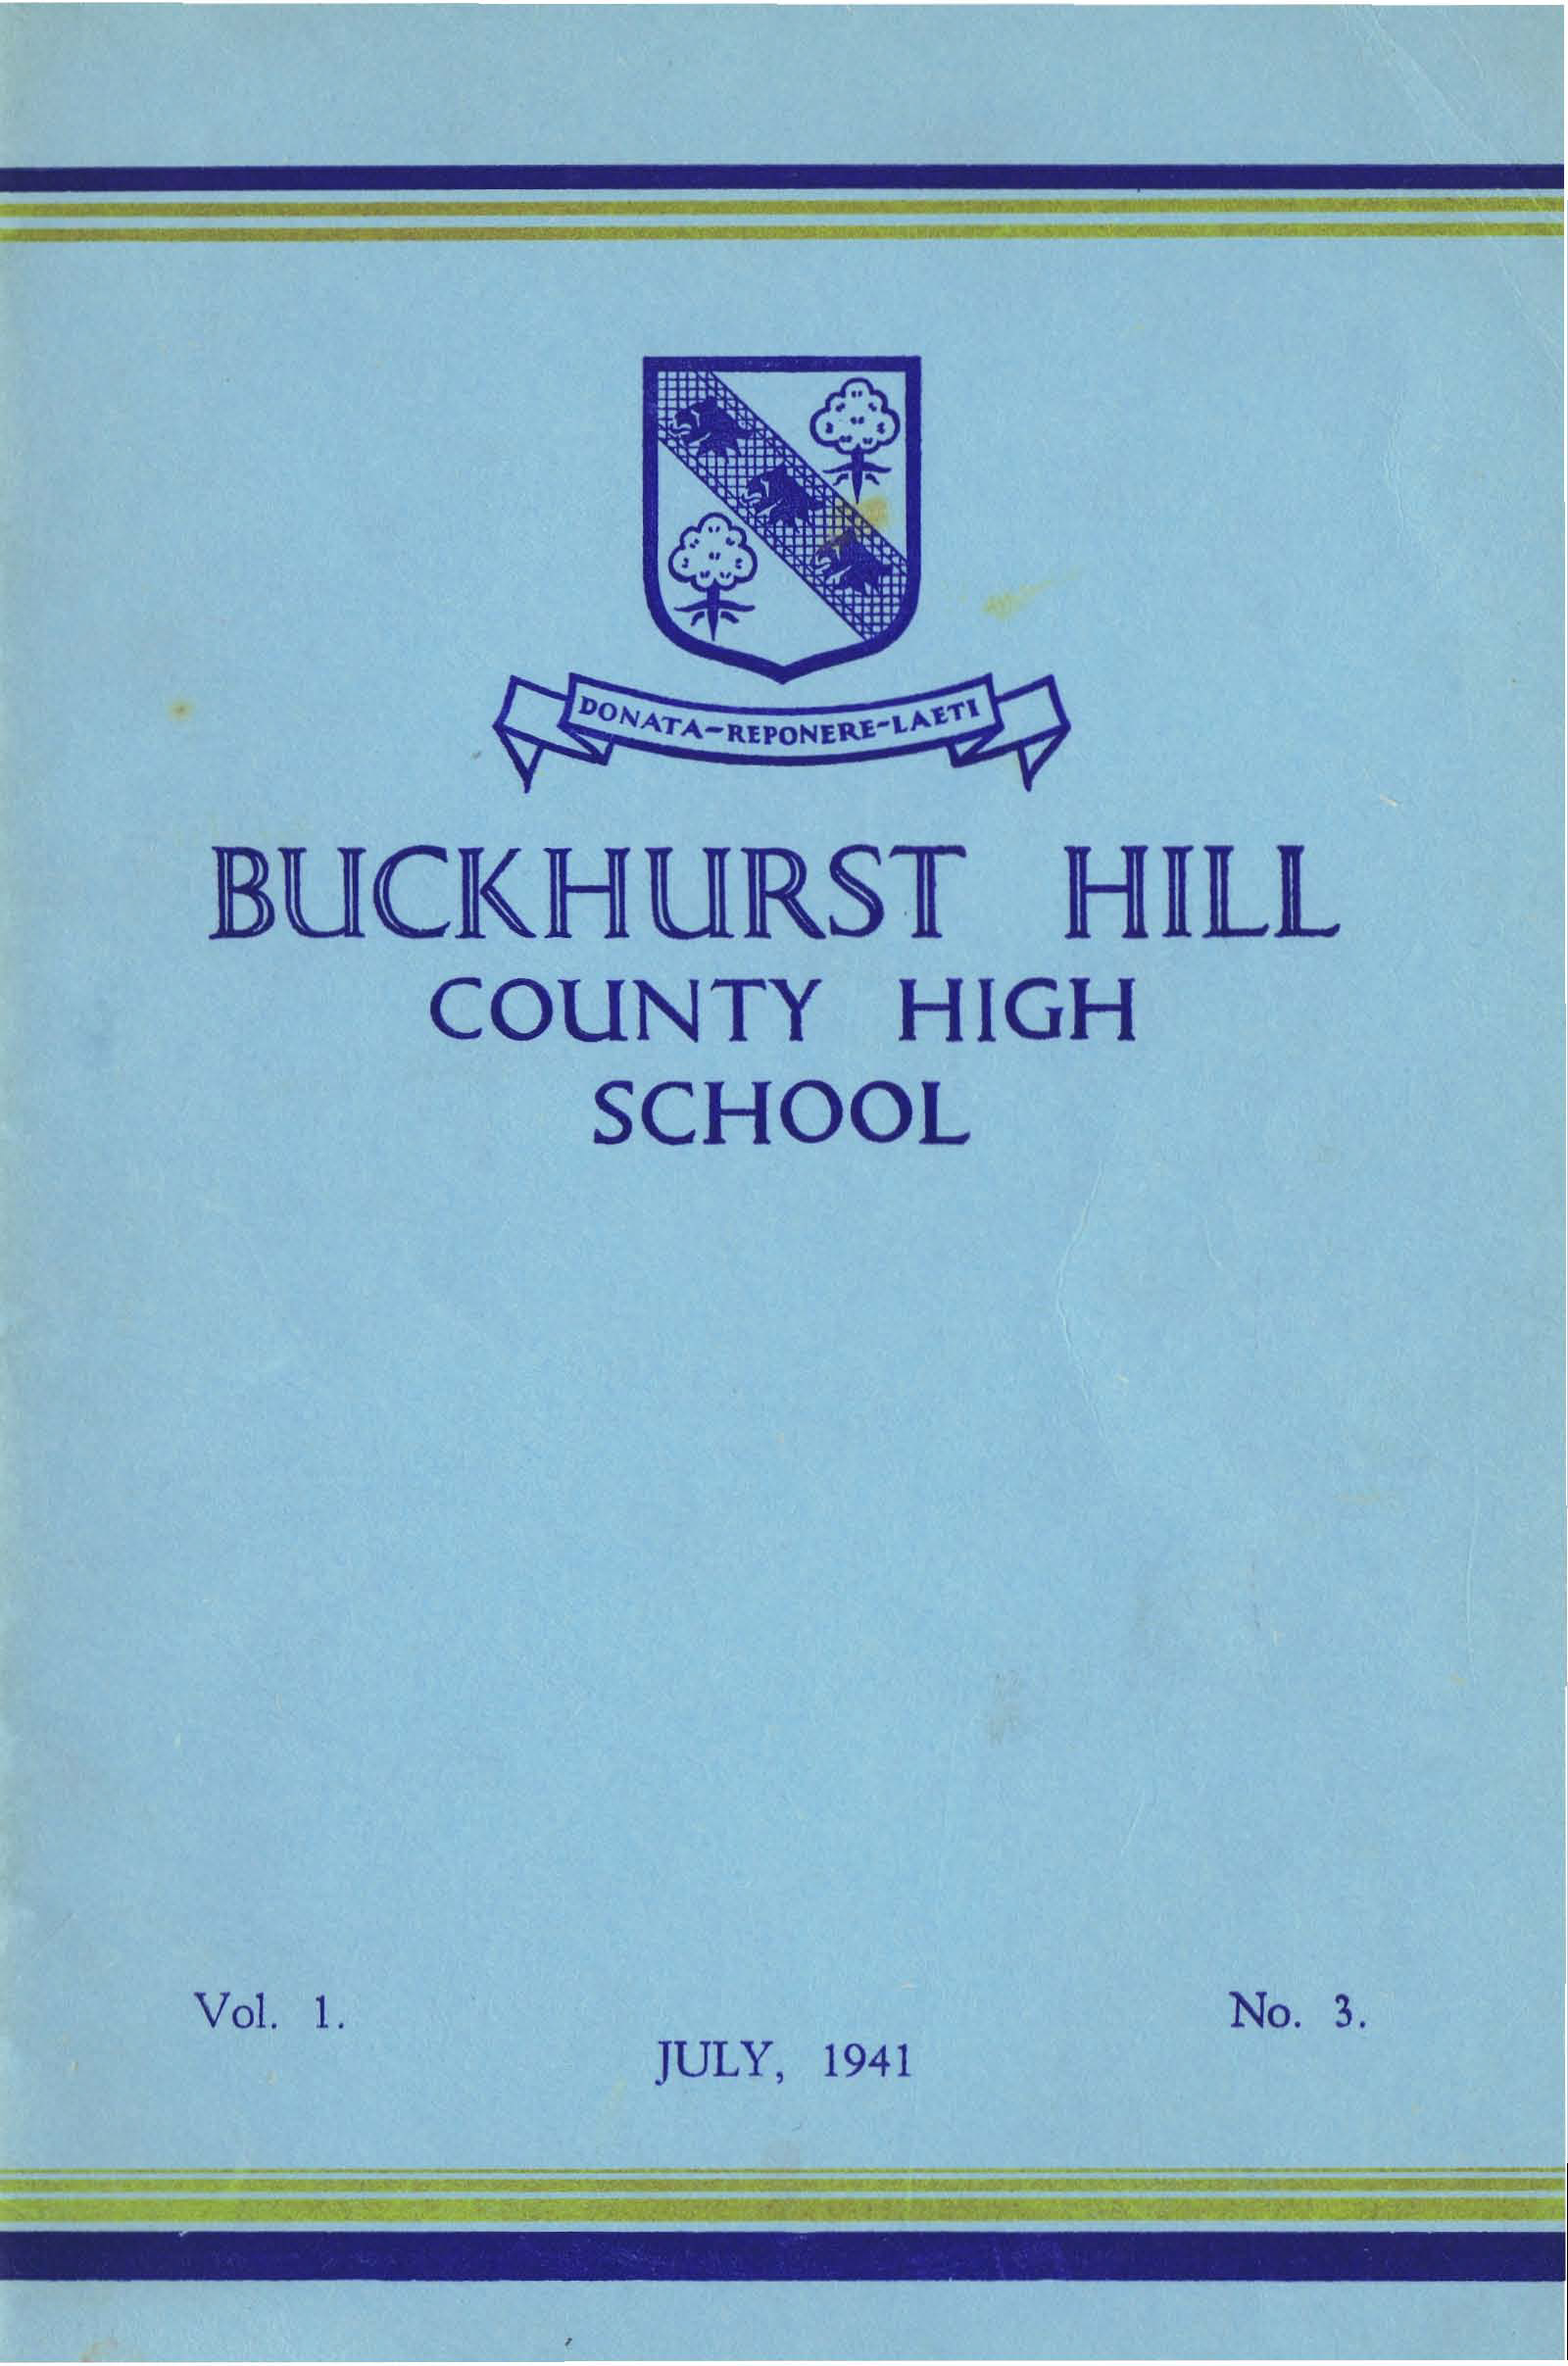 DONATA-REPONERE-LAETI
BUCKHURST HILL
COUNTY HIGH
SCHOOL
Vol. 1.
No. 3.
JULY, 1941